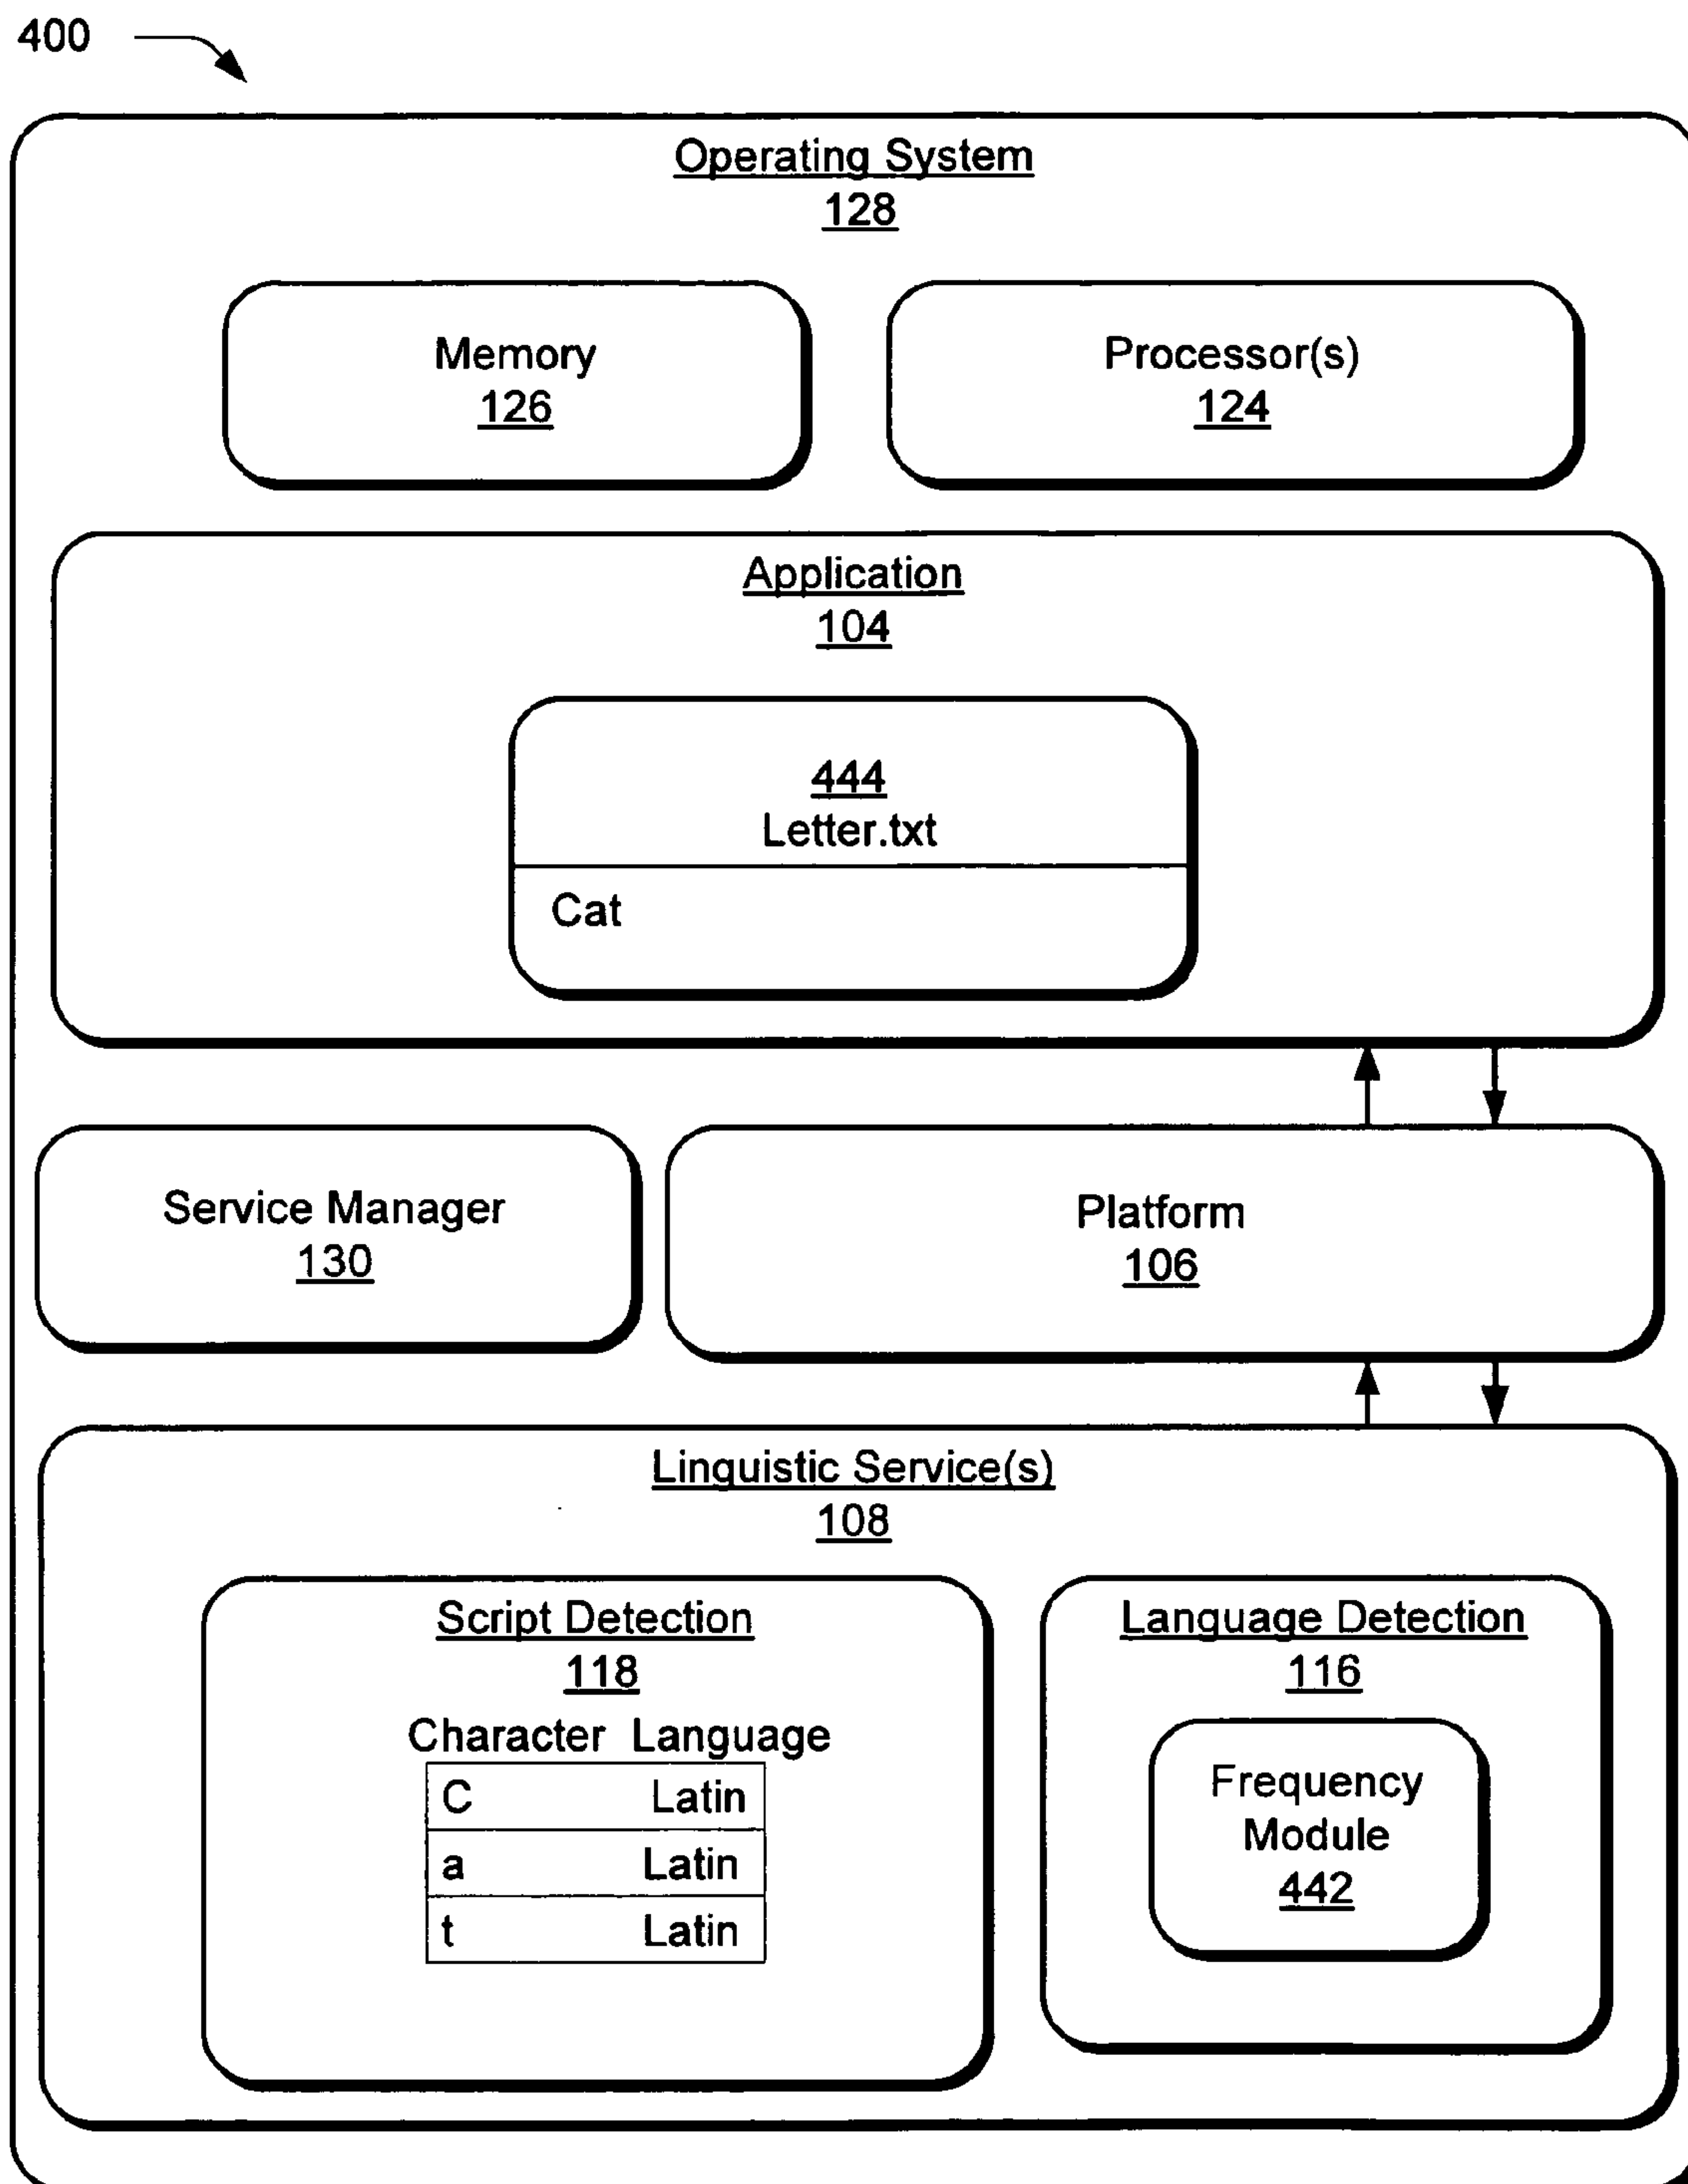 400
Operating System
128
Memory
126
Processor(s)
124
Application
104
444
Letter.txt
Cat
Service Manager
130
Platform
106
Linguistic Service(s)
108
Script Detection
118
Character Language
C Latin
a Latin
t Latin
Language Detection
116
Frequency
Module
442